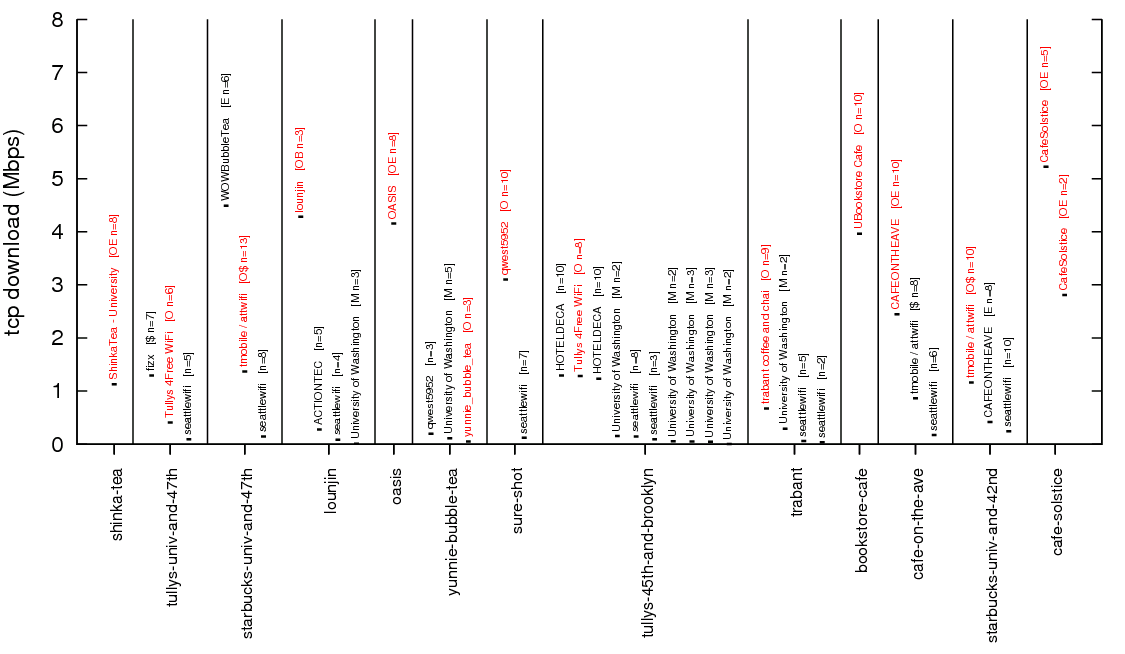 tcp download (Mbps)
8
7
6
5
4
3
2
1
0
ShinkaTea - University [OE n=8]
fizx [$ n=7]
Tullys 4Free WiFi [O n=6]
seattlewifi [n=5]
WOWBubbleTea [E n=6]
tmobile / attwifi [O$ n=13]
seattlewifi [n=8]
lounjin [OB n=3]
ACTIONTEC [n=5]
seattlewifi [n=4]
University of Washington [M n=3]
OASIS [OE n=8]
qwest5952 [n=3]
University of Washington [M n=5]
yunnie_bubble_tea [O n=3]
qwest5952 [O n=10]
seattlewifi [n=7]
HOTELDECA [n=10]
Tullys 4Free WiFi [O n=8]
HOTELDECA [n=10]
University of Washington [M n=2]
seattlewifi [n=8]
seattlewifi [n=3]
University of Washington [M n=2]
University of Washington [M n=3]
University of Washington [M n=3]
University of Washington [M n=2]
trabant coffee and chai [O n=9]
University of Washington [M n=2]
seattlewifi [n=5]
seattlewifi [n=2]
UBookstore Cafe [O n=10]
CAFEONTHEAVE [OE n=10]
tmobile / attwifi [$ n=8]
seattlewifi [n=6]
tmobile / attwifi [O$ n=10]
CAFEONTHEAVE [E n=8]
seattlewifi [n=10]
CafeSolstice [OE n=5]
CafeSolstice [OE n=2]
shinka-tea
tullys-univ-and-47th
starbucks-univ-and-47th
lounjin
oasis
yunnie-bubble-tea
sure-shot
tullys-45th-and-brooklyn
trabant
bookstore-cafe
cafe-on-the-ave
starbucks-univ-and-42nd
cafe-solstice